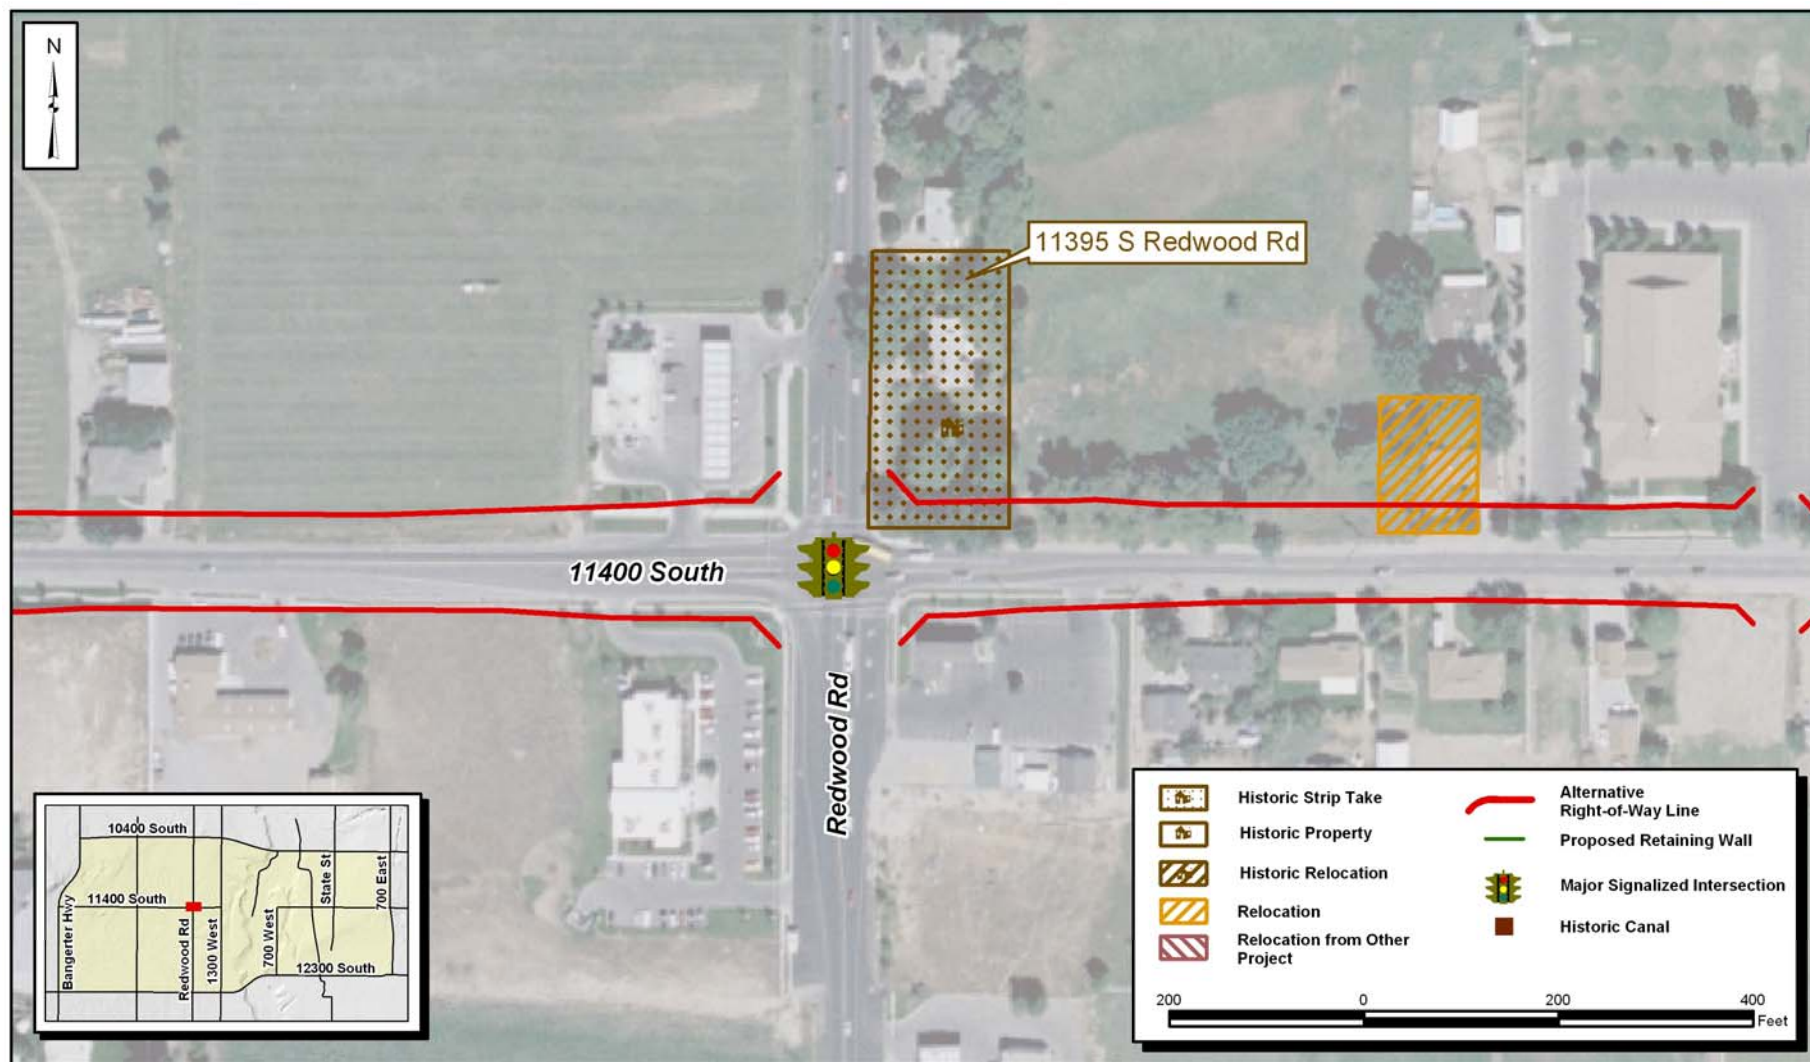 N
11395 S Redwood Rd
11400 South
Redwood Rd
10400 South
11400 South
Bangerter Hwy
Redwood Rd
1300 West
700 West
State St
700 East
12300 South
Historic Strip Take
Historic Property
Historic Relocation
Relocation
Relocation from Other
Project
Alternative
Right-of-Way Line
Proposed Retaining Wall
Major Signalized Intersection
Historic Canal
200 0 200 400
Feet